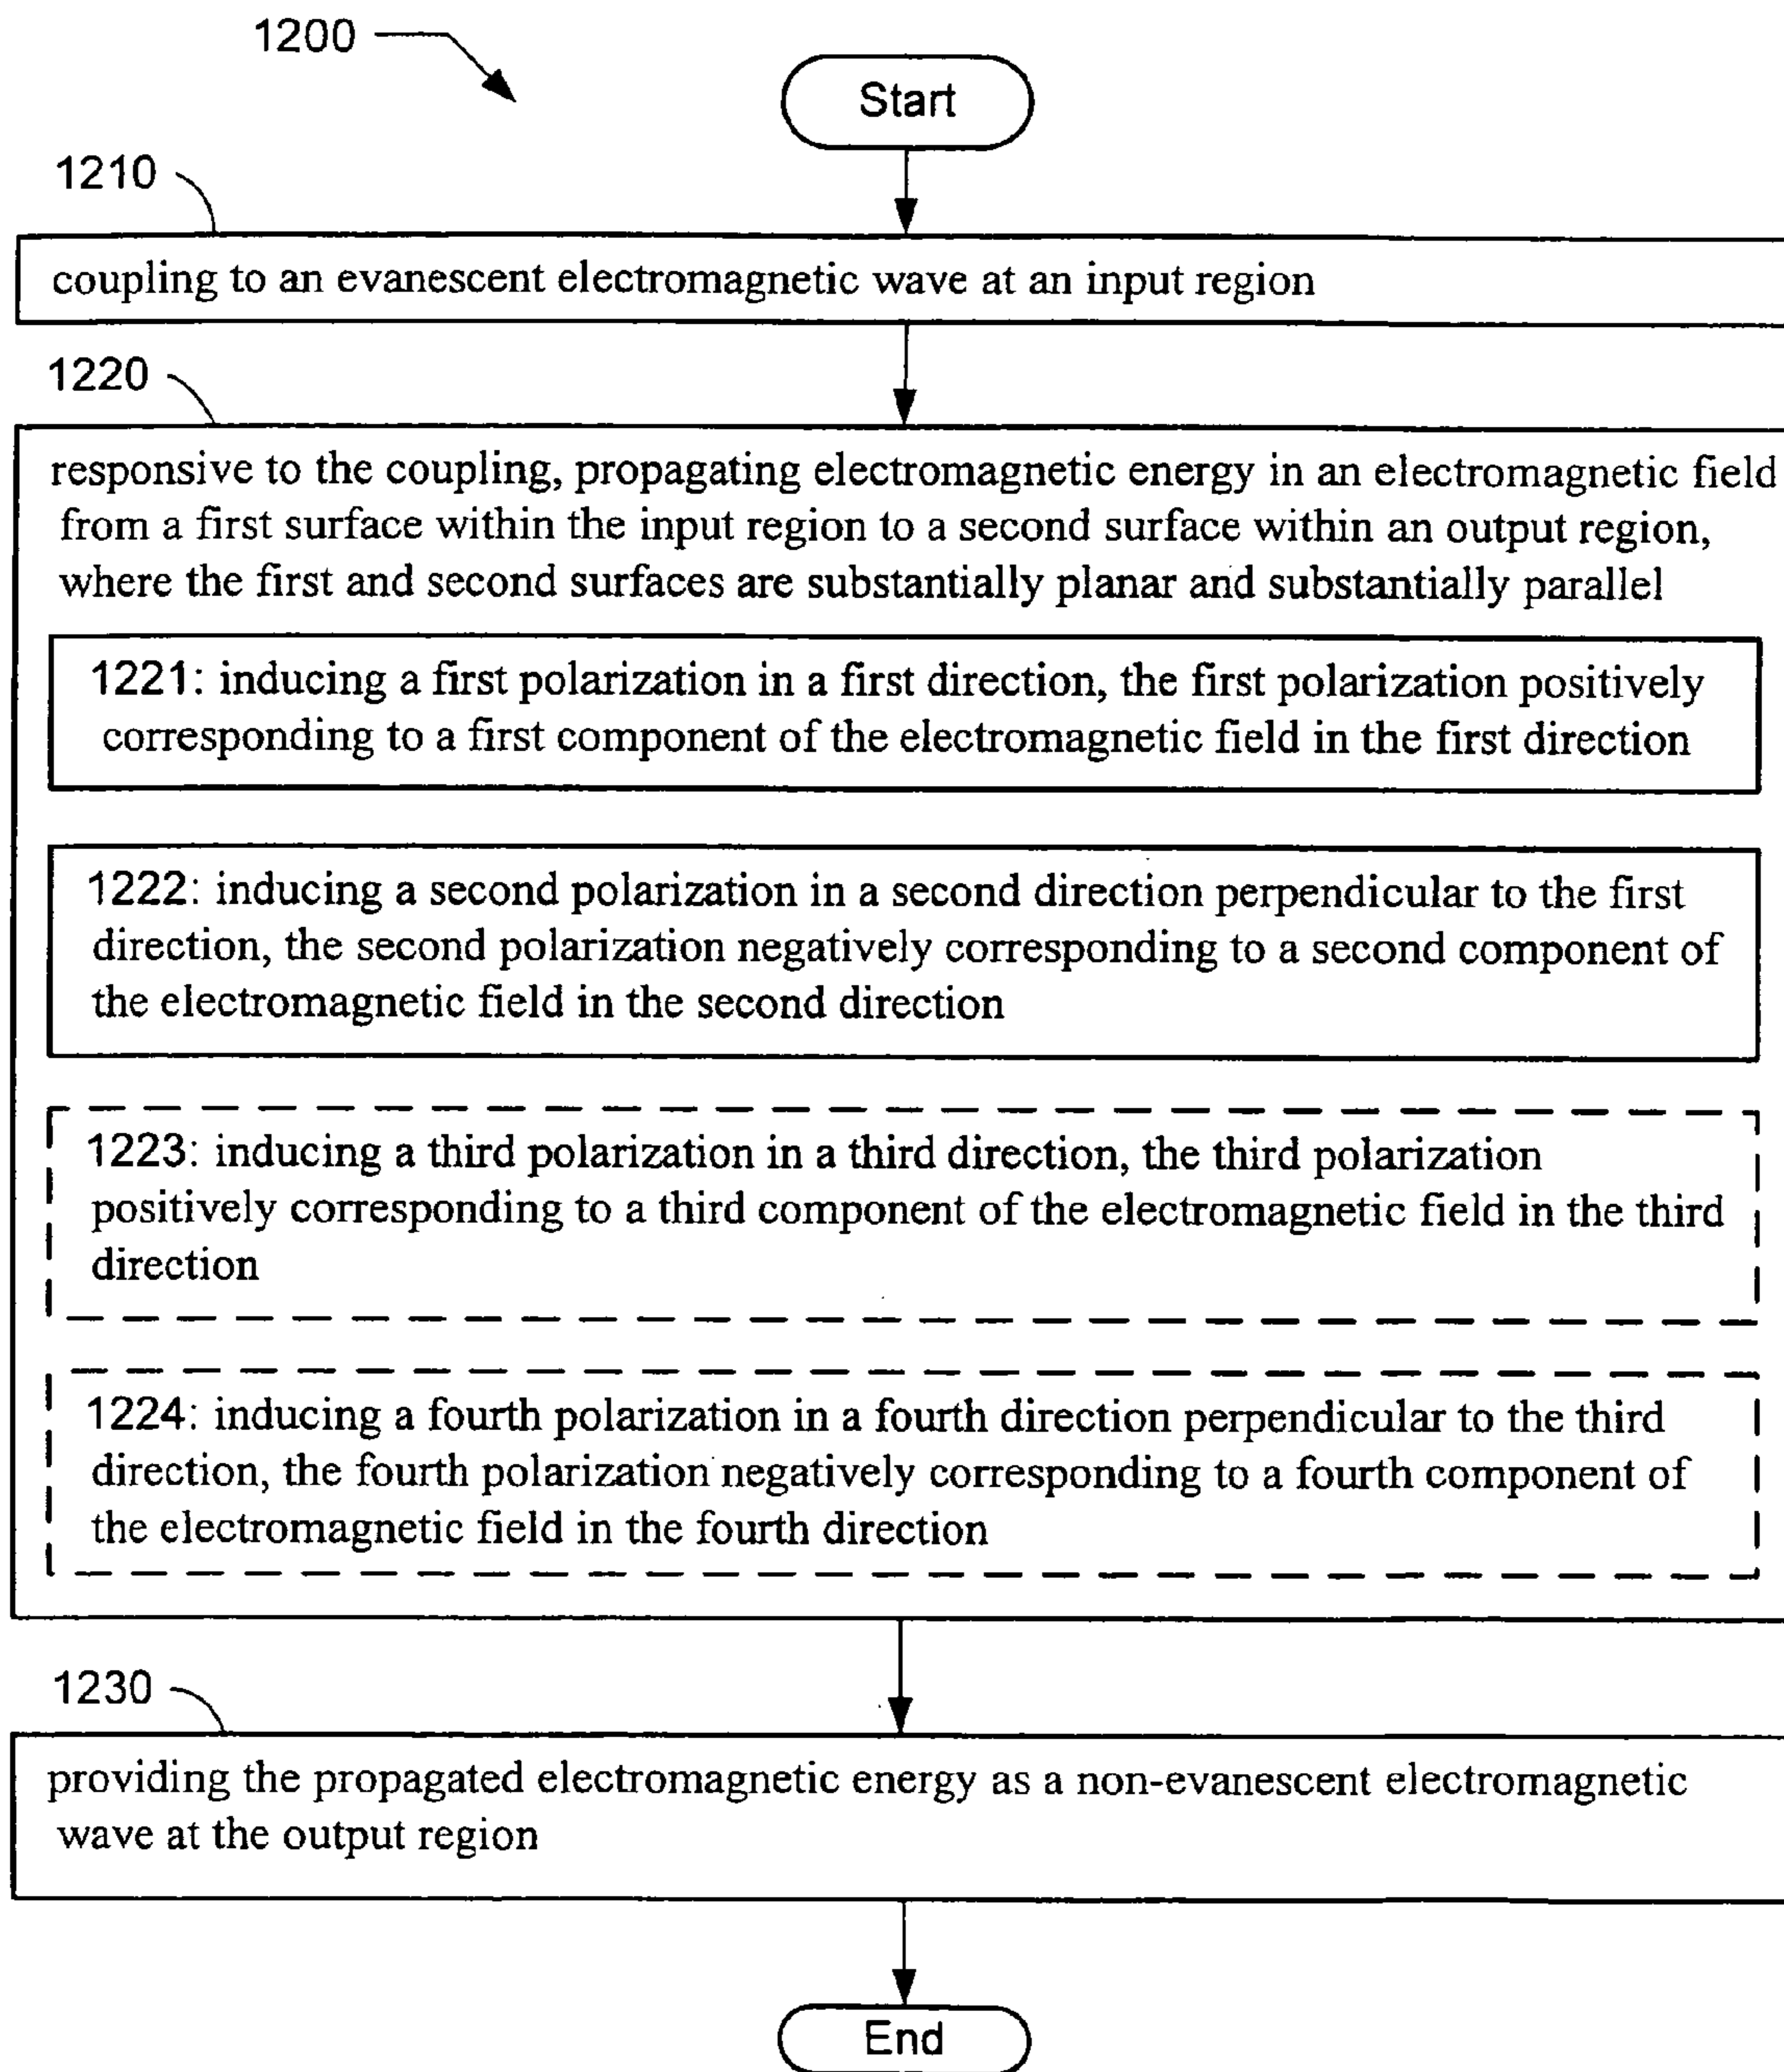 1200
Start
1210
coupling to an evanescent electromagnetic wave at an input region
1220
responsive to the coupling, propagating electromagnetic energy in an electromagnetic field
from a first surface within the input region to a second surface within an output region,
where the first and second surfaces are substantially planar and substantially parallel
1221: inducing a first polarization in a first direction, the first polarization positively
corresponding to a first component of the electromagnetic field in the first direction
1222: inducing a second polarization in a second direction perpendicular to the first
direction, the second polarization negatively corresponding to a second component of
the electromagnetic field in the second direction
1223: inducing a third polarization in a third direction, the third polarization
positively corresponding to a third component of the electromagnetic field in the third
direction
1224: inducing a fourth polarization in a fourth direction perpendicular to the third
direction, the fourth polarization negatively corresponding to a fourth component of
the electromagnetic field in the fourth direction
1230
providing the propagated electromagnetic energy as a non-evanescent electromagnetic
wave at the output region
End